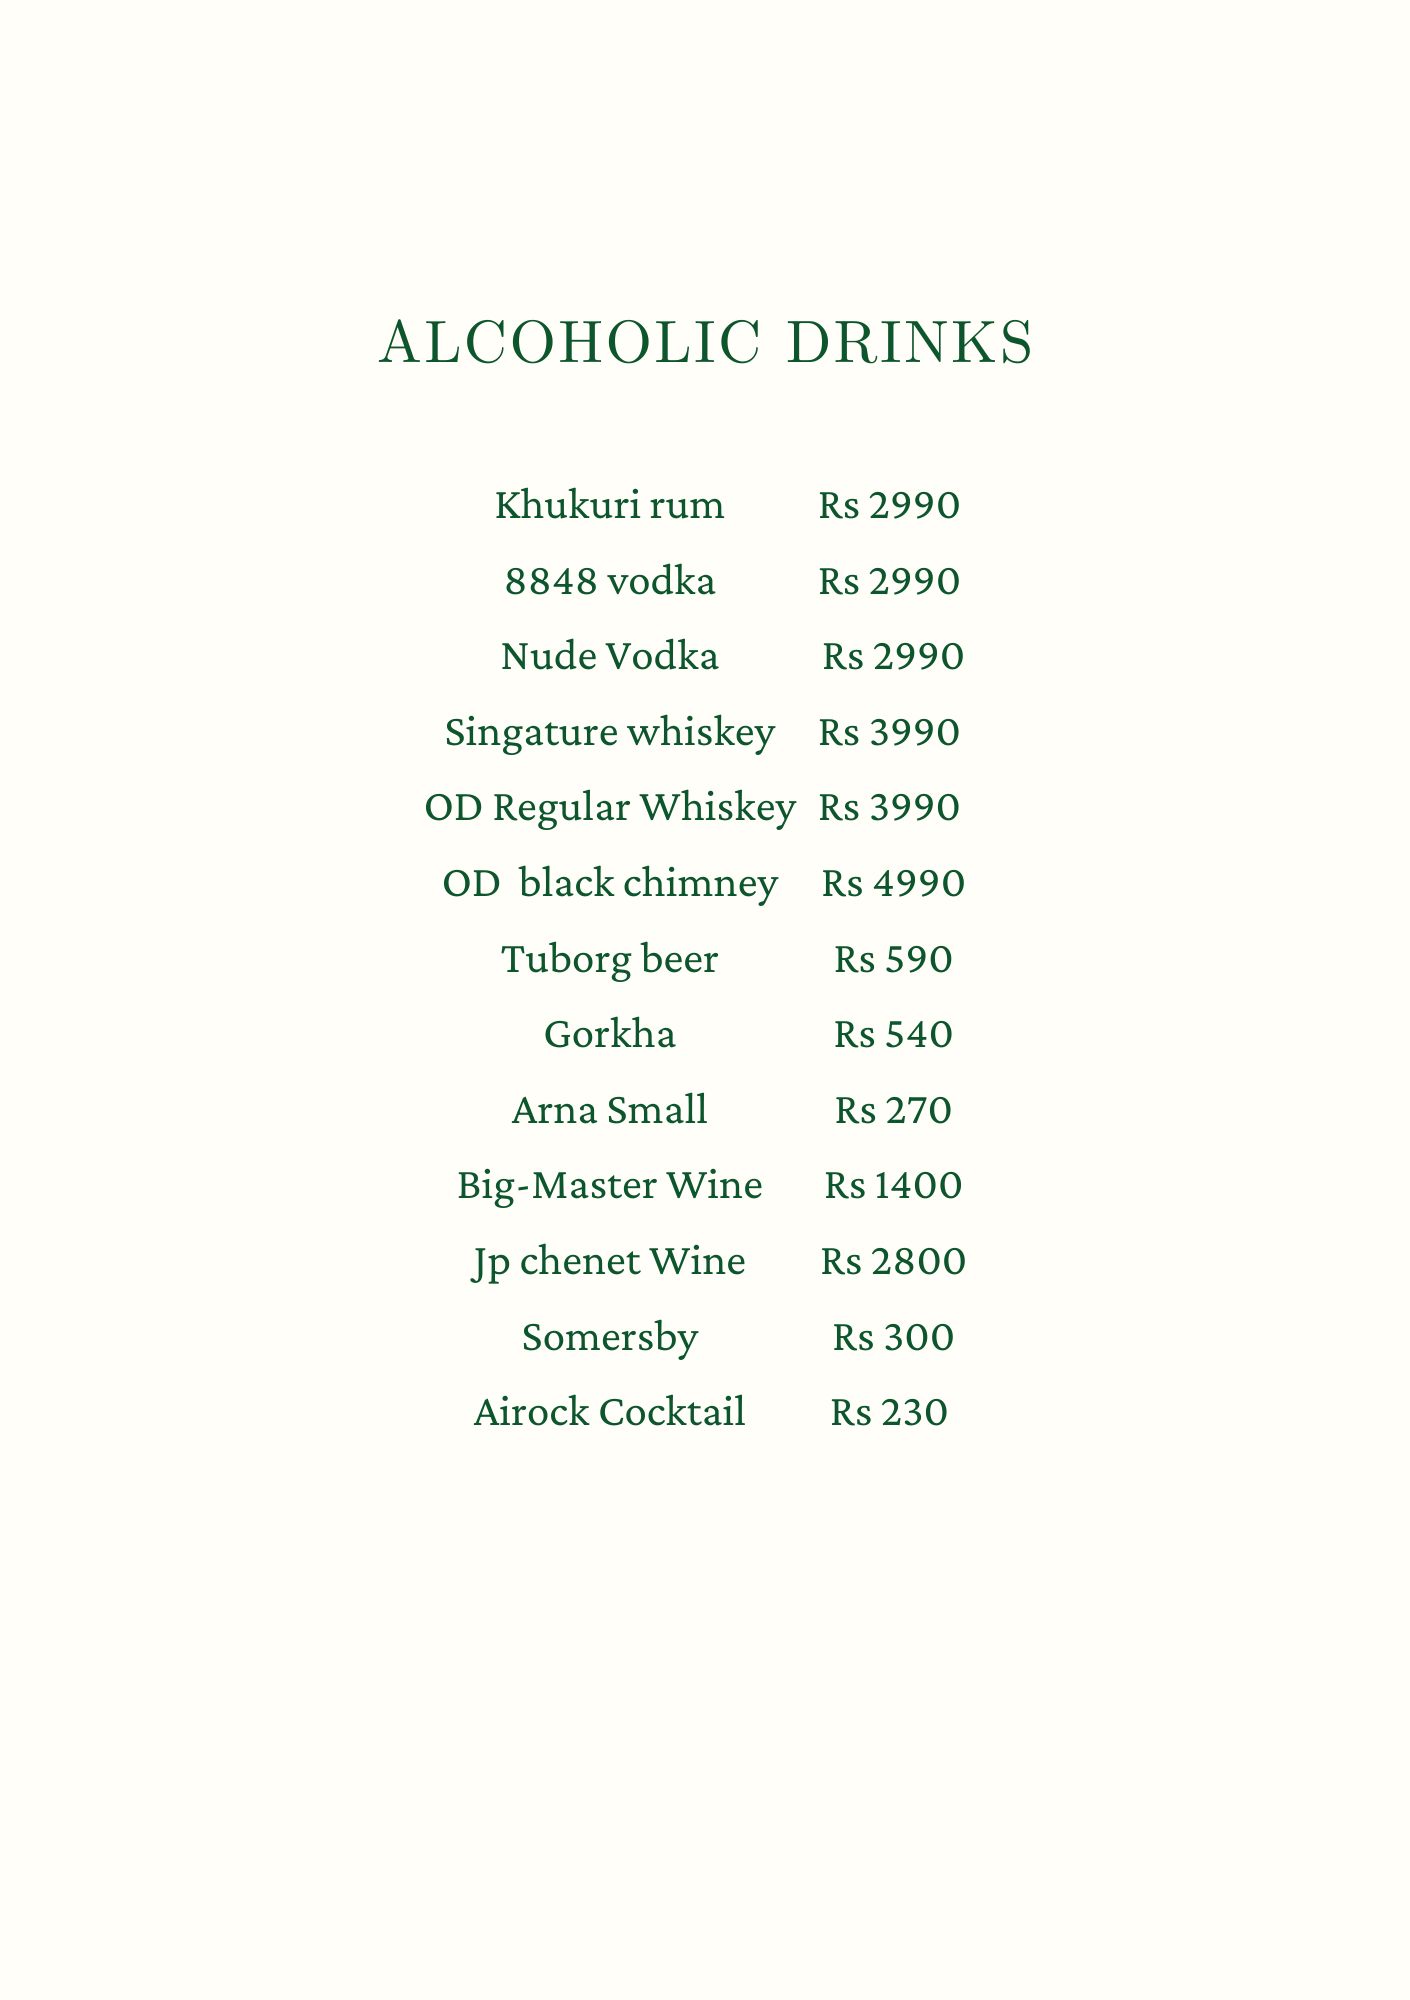 ALCOHOLIC DRINKS
Khukuri rum Rs 2990
8848 vodka Rs 2990
Nude Vodka Rs 2990
Singature whiskey Rs 3990
OD Regular Whiskey Rs 3990
OD black chimney Rs 4990
Tuborg beer Rs 590
Gorkha Rs 540
Arna Small Rs 270
Big-Master Wine Rs 1400
Jp chenet Wine Rs 2800
Somersby Rs 300
Airock Cocktail Rs 230